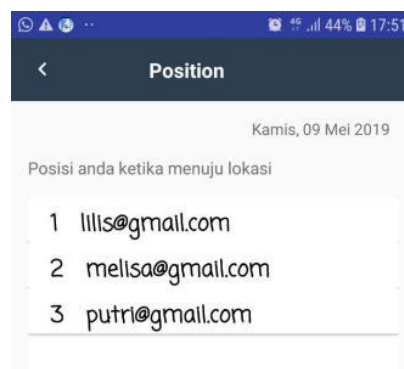 4G 44% 17:51
Position
Kamis, 09 Mei 2019
Posisi anda ketika menuju lokasi
1 lilis@gmail.com
2 melisa@gmail.com
3 putri@gmail.com